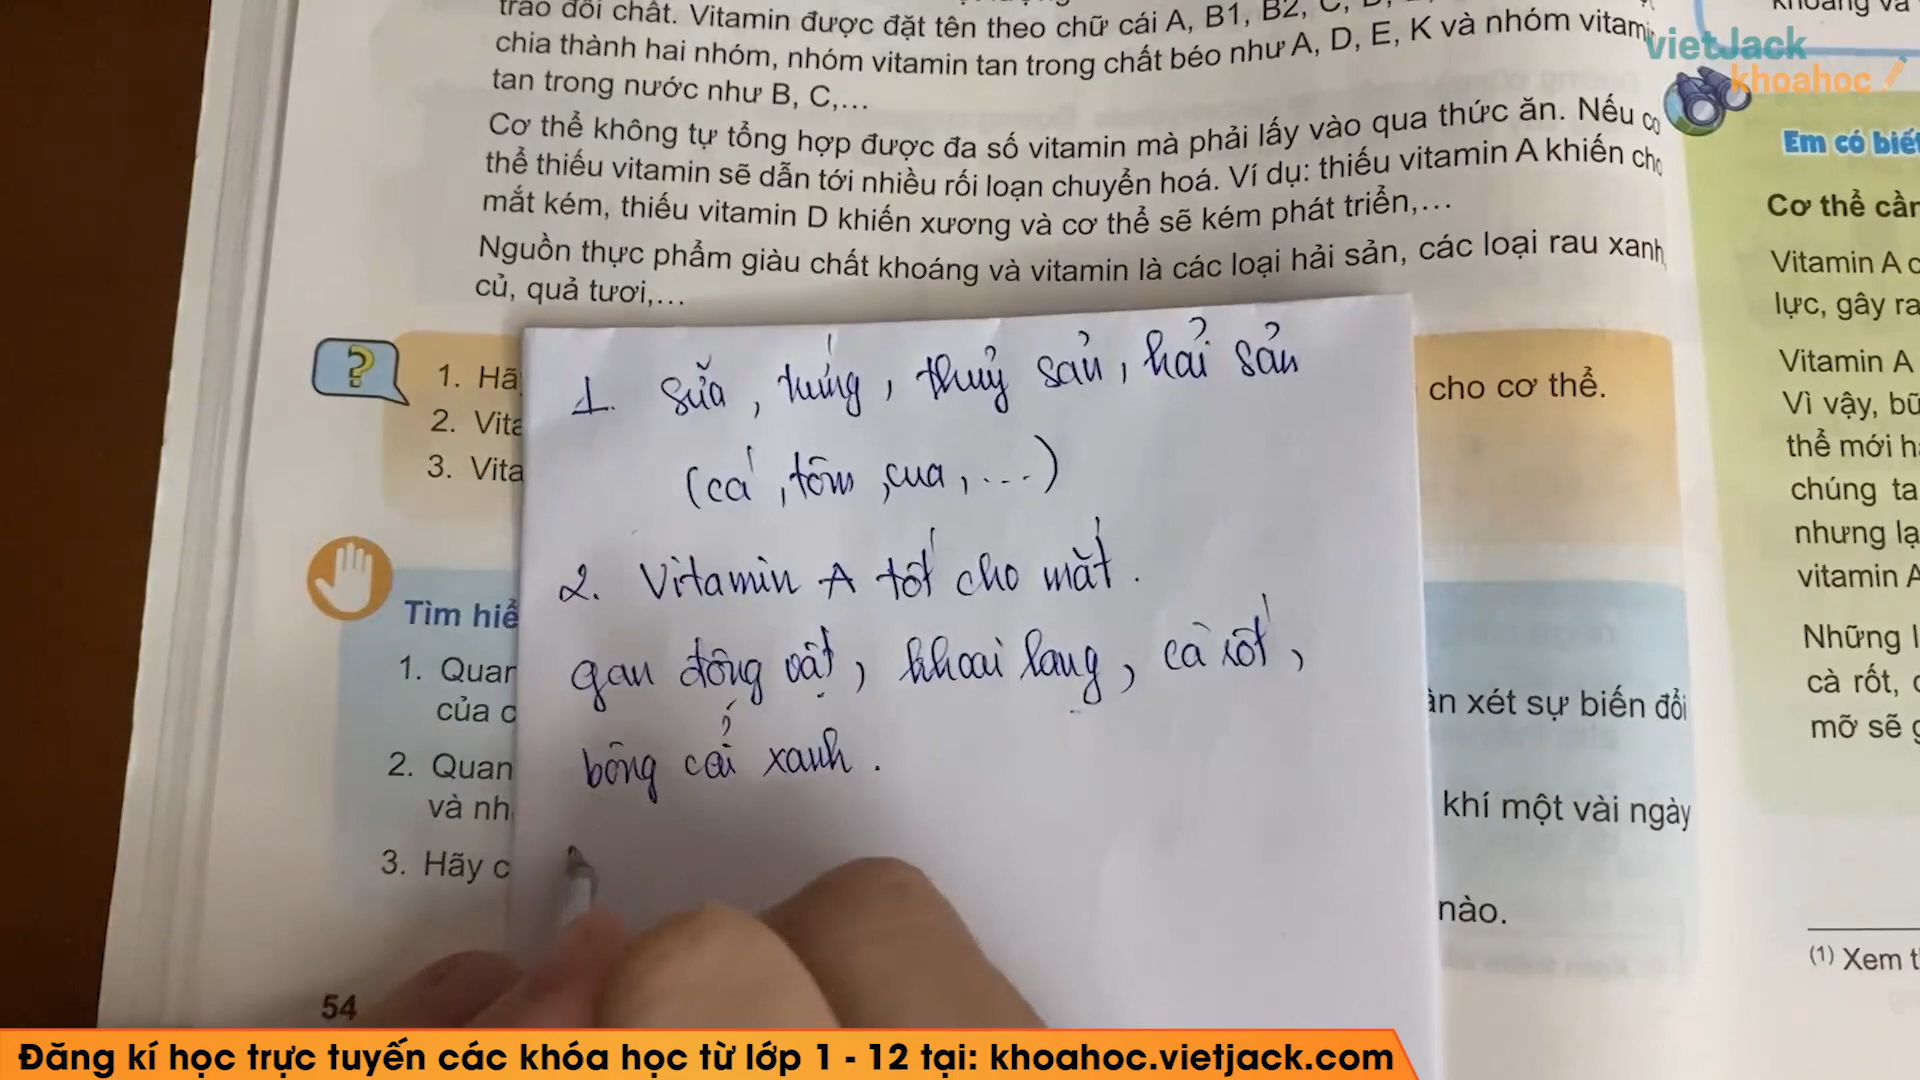 trao đổi chất. Vitamin được đặt tên theo chữ cái A, B1, B2, C,
chia thành hai nhóm, nhóm vitamin tan trong chất béo như A, D, E, K và nhóm vitamin
tan trong nước như B, C,...
Cơ thể không tự tổng hợp được đa số vitamin mà phải lấy vào qua thức ăn. Nếu cơ
thể thiếu vitamin sẽ dẫn tới nhiều rối loạn chuyển hoá. Ví dụ: thiếu vitamin A khiến cho
mắt kém, thiếu vitamin D khiến xương và cơ thể sẽ kém phát triển,...
Nguồn thực phẩm giàu chất khoáng và vitamin là các loại hải sản, các loại rau xanh,
củ, quả tươi,...
?
1. Hã
2. Vita
3. Vita
cho cơ thể.
1. Sữa, trứng, thuỷ sản, hải sản
(cá, tôm, cua, ....)
2. Vitamin A tốt cho mắt.
gan động vật, khoai lang, cà rốt,
bông cải xanh.
Tìm hiể
1. Quan
của c
ận xét sự biến đổi
2. Quan
và nh
khí một vài ngày
3. Hãy c
nào.
54
khoáng và
vietJack
khoahoc
Em có biết
Cơ thể cần
Vitamin A c
lực, gây ra
Vitamin A
Vì vậy, bữ
thể mới h
chúng ta
nhưng lạ
vitamin A
Những l
cà rốt,
mỡ sẽ g
(1) Xem t
Đăng kí học trực tuyến các khóa học từ lớp 1 - 12 tại: khoahoc.vietjack.com